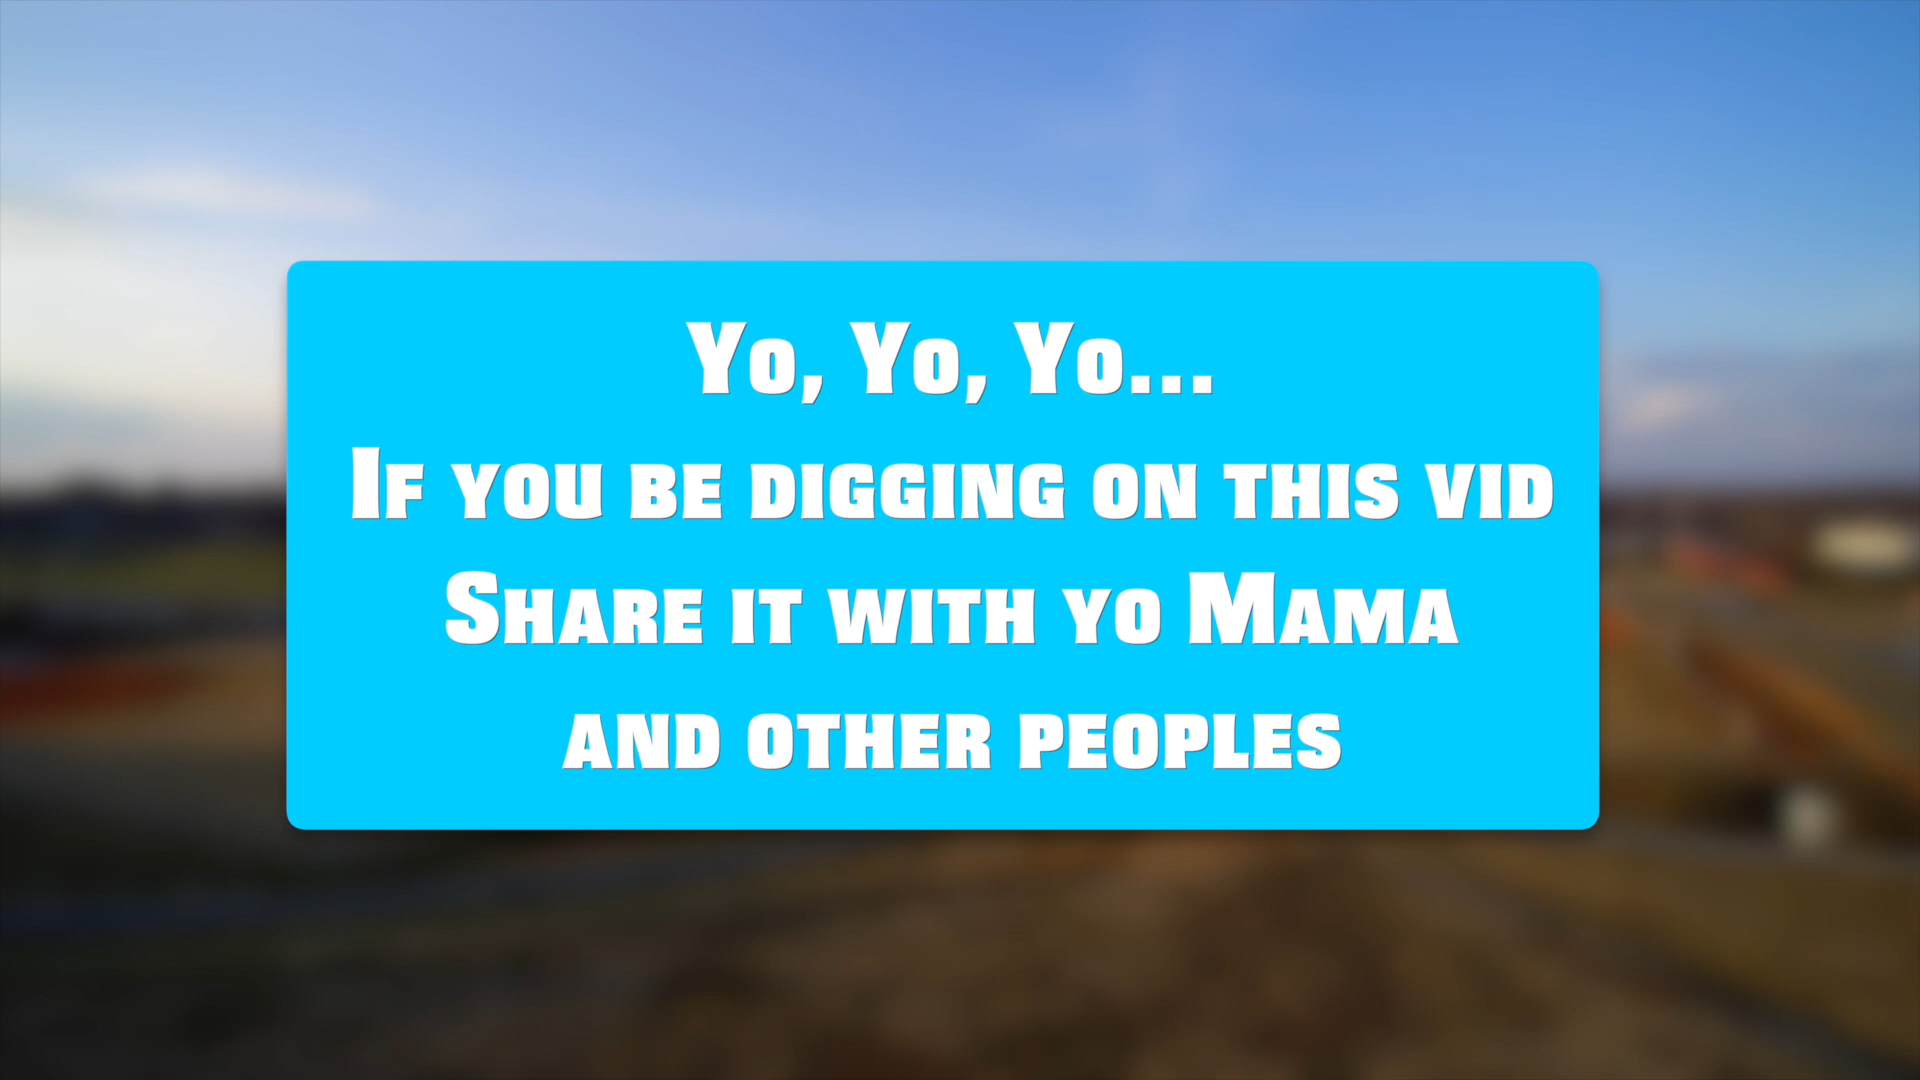 Yo, Yo, Yo...
If you be digging on this vid
Share it with yo Mama
and other peoples